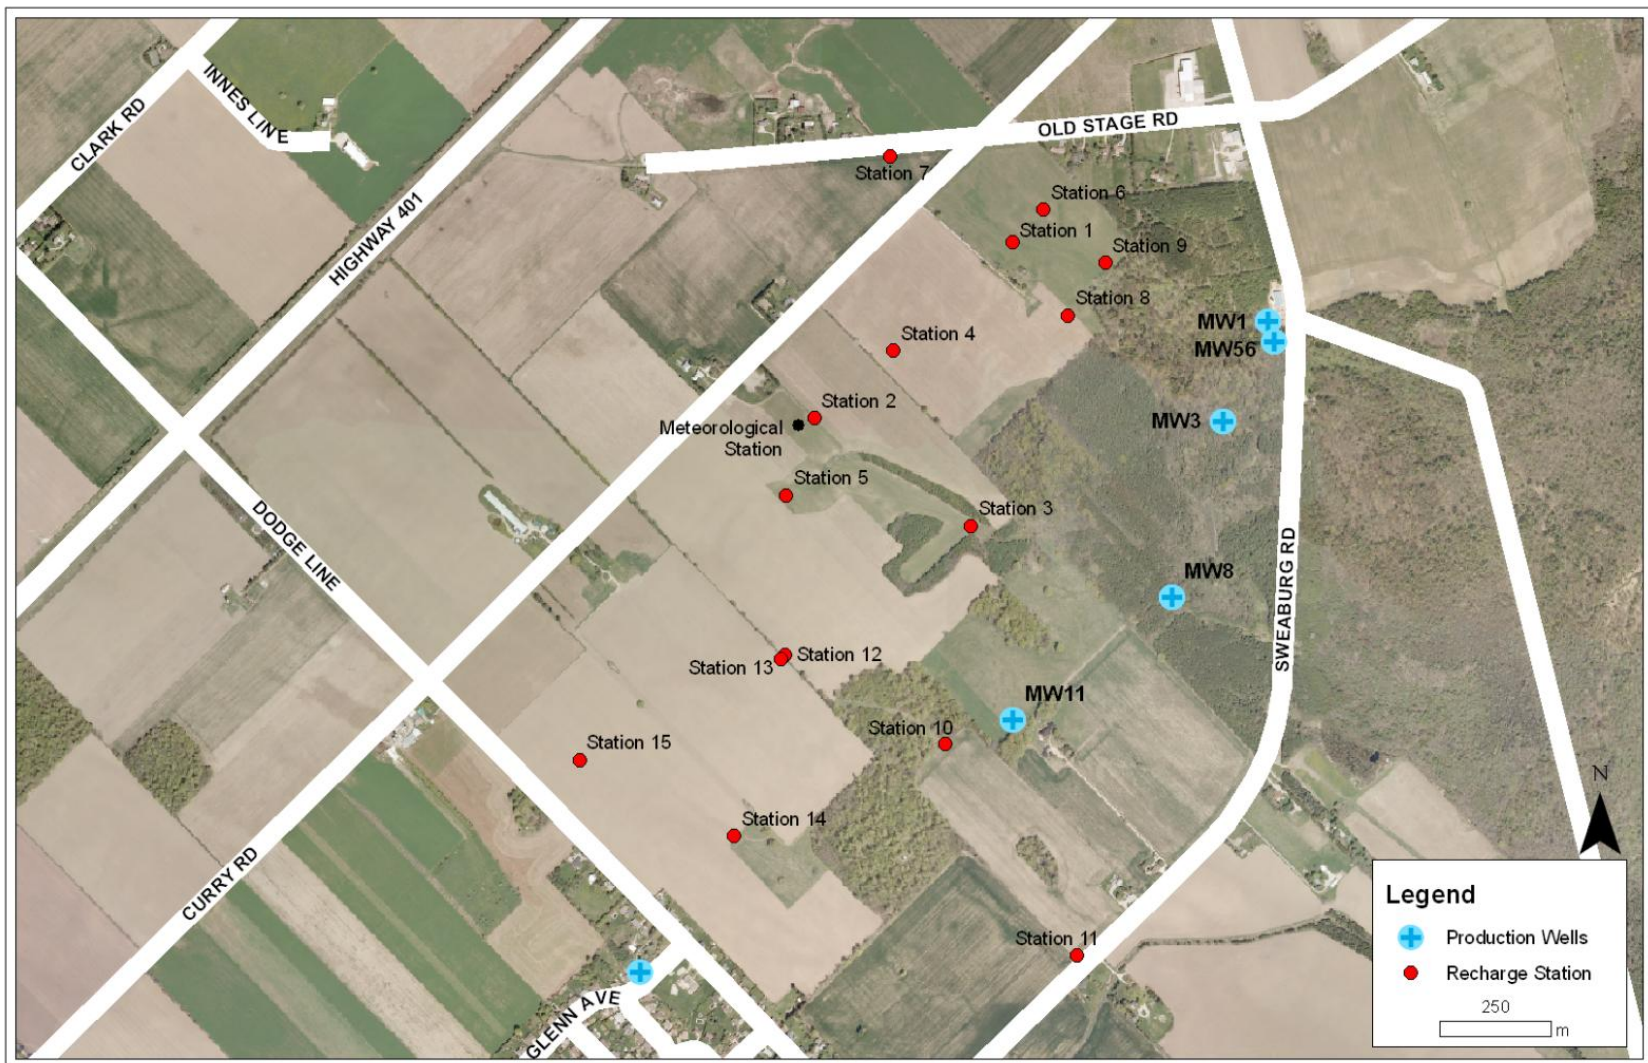 CLARK RD
INNES LINE
HIGHWAY 401
OLD STAGE RD
Station 7
Station 6
Station 1
Station 9
Station 8
MW1
MW56
Station 4
Station 2
Meteorological
Station
MW3
Station 5
Station 3
DODGE LINE
MW8
SWEABURG RD
Station 12
Station 13
MW11
Station 10
Station 15
Station 14
CURRY RD
Station 11
GLENN AVE
N
Legend
Production Wells
Recharge Station
250
m